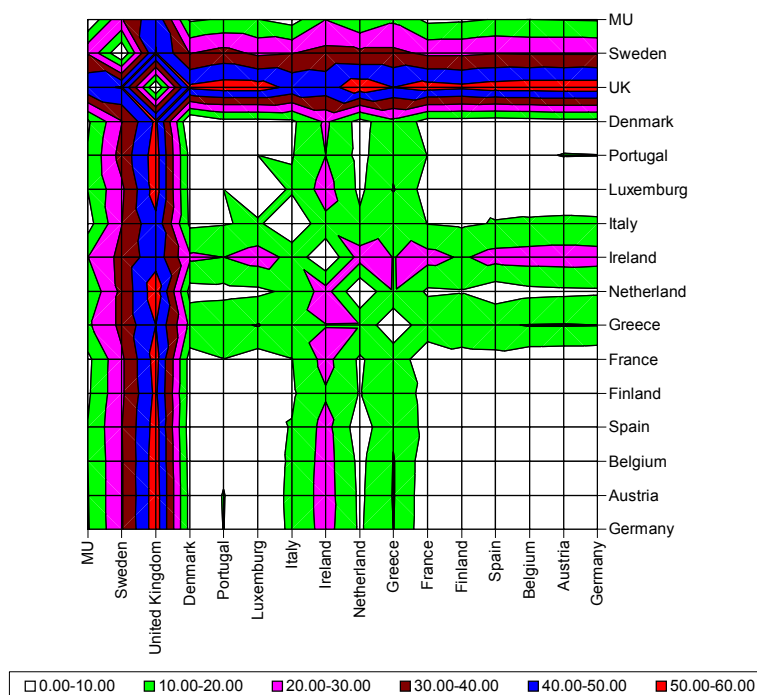 MU
Sweden
UK
Denmark
Portugal
Luxemburg
Italy
Ireland
Netherland
Greece
France
Finland
Spain
Belgium
Austria
Germany
MU
Sweden
United Kingdom
Denmark
Portugal
Luxemburg
Italy
Ireland
Netherland
Greece
France
Finland
Spain
Belgium
Austria
Germany
0.00-10.00 10.00-20.00 20.00-30.00 30.00-40.00 40.00-50.00 50.00-60.00